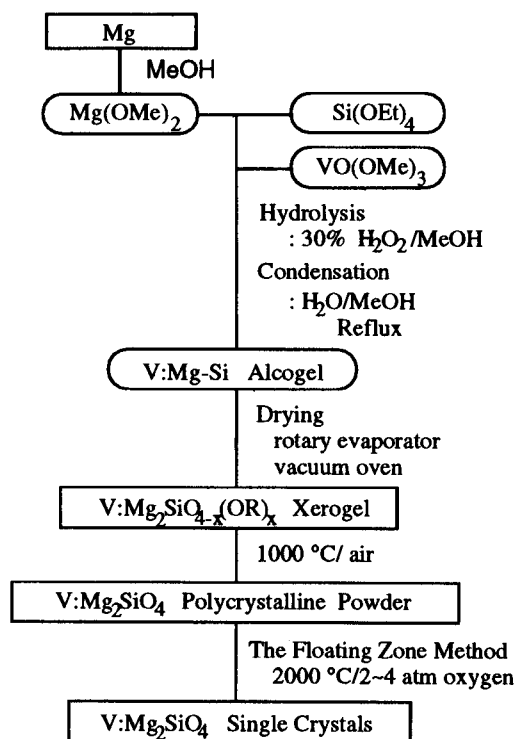 Mg
MeOH
Mg(OMe)2
Si(OEt)4
VO(OMe)3
Hydrolysis
: 30% H2O2/MeOH
Condensation
: H2O/MeOH
Reflux
V:Mg-Si Alcogel
Drying
rotary evaporator
vacuum oven
V:Mg2SiO4-x(OR)x Xerogel
1000 °C/ air
V:Mg2SiO4 Polycrystalline Powder
The Floating Zone Method
2000 °C/2~4 atm oxygen
V:Mg2SiO4 Single Crystals